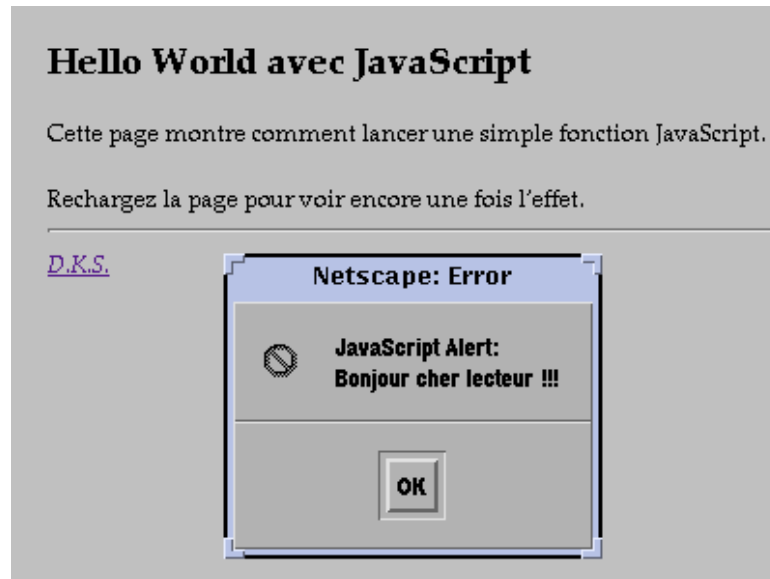 Hello World avec JavaScript
Cette page montre comment lancer une simple fonction JavaScript.
Rechargez la page pour voir encore une fois l'effet.
D.K.S.
Netscape: Error
JavaScript Alert:
Bonjour cher lecteur !!!
OK